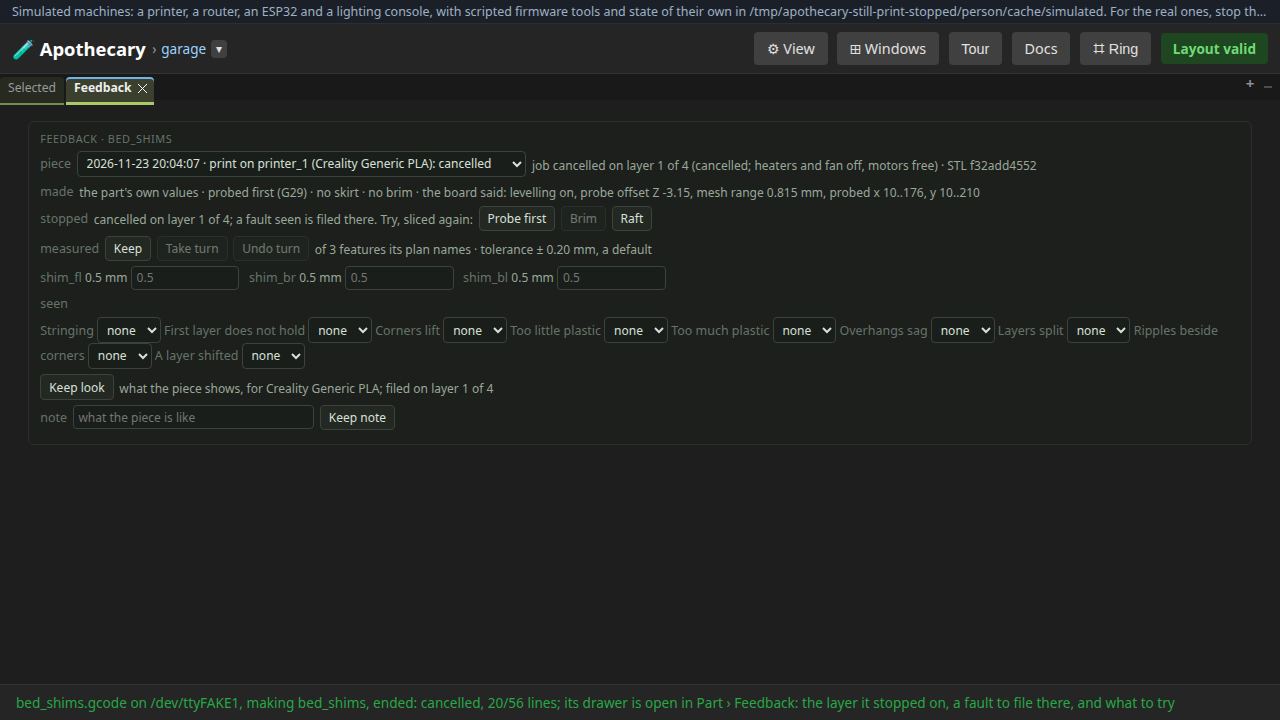 Simulated machines: a printer, a router, an ESP32 and a lighting console, with scripted firmware tools and state of their own in /tmp/apothecary-still-print-stopped/person/cache/simulated. For the real ones, stop th…
Apothecary › garage ▾ ⚙ View ⊞ Windows Tour Docs ⌗ Ring Layout valid
Selected Feedback
FEEDBACK · BED_SHIMS
piece 2026-11-23 20:04:07 · print on printer_1 (Creality Generic PLA): cancelled job cancelled on layer 1 of 4 (cancelled; heaters and fan off, motors free) · STL f32add4552
made the part's own values · probed first (G29) · no skirt · no brim · the board said: levelling on, probe offset Z -3.15, mesh range 0.815 mm, probed x 10..176, y 10..210
stopped cancelled on layer 1 of 4; a fault seen is filed there. Try, sliced again: Probe first Brim Raft
measured Keep Take turn Undo turn of 3 features its plan names · tolerance ± 0.20 mm, a default
shim_fl 0.5 mm 0.5 shim_br 0.5 mm 0.5 shim_bl 0.5 mm 0.5
seen
Stringing none First layer does not hold none Corners lift none Too little plastic none Too much plastic none Overhangs sag none Layers split none Ripples beside
corners none A layer shifted none
Keep look what the piece shows, for Creality Generic PLA; filed on layer 1 of 4
note what the piece is like Keep note
bed_shims.gcode on /dev/ttyFAKE1, making bed_shims, ended: cancelled, 20/56 lines; its drawer is open in Part › Feedback: the layer it stopped on, a fault to file there, and what to try